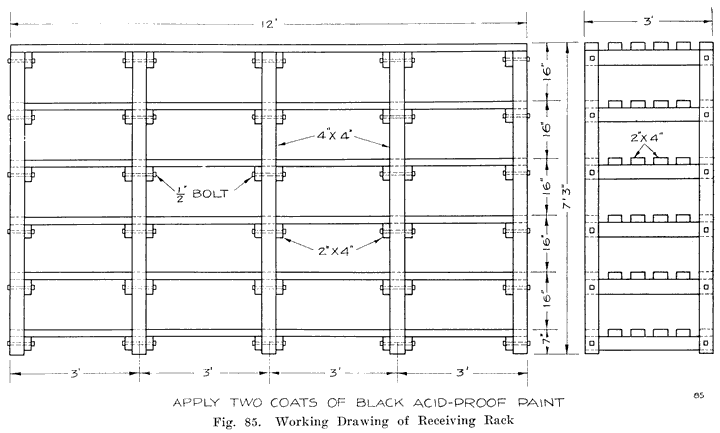 12'
3'
16"
16"
4"X 4"
2"X 4"
16"
½" BOLT
7'3"
2"X 4"
16"
16"
7"
3'
3'
3'
3'
APPLY TWO COATS OF BLACK ACID-PROOF PAINT
85
Fig. 85. Working Drawing of Receiving Rack